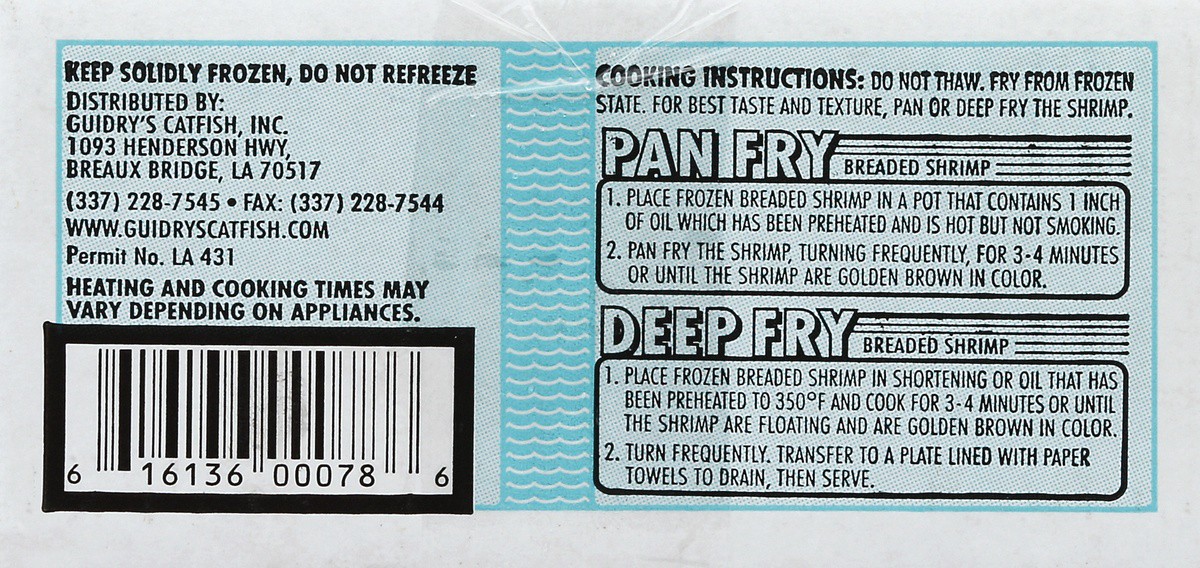 KEEP SOLIDLY FROZEN, DO NOT REFREEZE
DISTRIBUTED BY:
GUIDRY'S CATFISH, INC.
1093 HENDERSON HWY,
BREAUX BRIDGE, LA 70517
(337) 228-7545 • FAX: (337) 228-7544
WWW.GUIDRYSCATFISH.COM
Permit No. LA 431
HEATING AND COOKING TIMES MAY
VARY DEPENDING ON APPLIANCES.
6 16136 00078 6
COOKING INSTRUCTIONS: DO NOT THAW. FRY FROM FROZEN
STATE. FOR BEST TASTE AND TEXTURE, PAN OR DEEP FRY THE SHRIMP.
PAN FRY BREADED SHRIMP
1. PLACE FROZEN BREADED SHRIMP IN A POT THAT CONTAINS 1 INCH
OF OIL WHICH HAS BEEN PREHEATED AND IS HOT BUT NOT SMOKING.
2. PAN FRY THE SHRIMP, TURNING FREQUENTLY, FOR 3-4 MINUTES
OR UNTIL THE SHRIMP ARE GOLDEN BROWN IN COLOR.
DEEP FRY BREADED SHRIMP
1. PLACE FROZEN BREADED SHRIMP IN SHORTENING OR OIL THAT HAS
BEEN PREHEATED TO 350°F AND COOK FOR 3-4 MINUTES OR UNTIL
THE SHRIMP ARE FLOATING AND ARE GOLDEN BROWN IN COLOR.
2. TURN FREQUENTLY. TRANSFER TO A PLATE LINED WITH PAPER
TOWELS TO DRAIN, THEN SERVE.